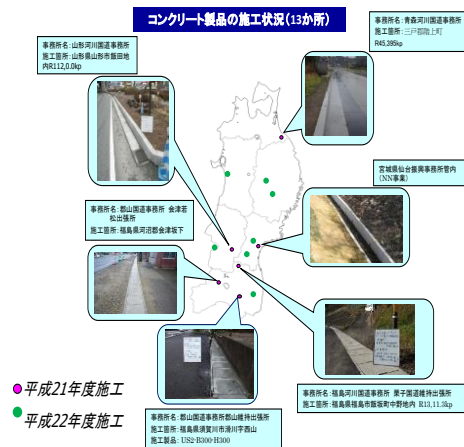 コンクリート製品の施工状況(13か所)
事務所名:青森河川国道事務所
施工箇所:三戸郡階上町
R45,395kp
事務所名:山形河川国道事務所
施工箇所:山形県山形市飯田地
内R112,0.0kp
宮城県仙台振興事務所管内
(NN事業)
事務所名:郡山国道事務所 会津若
松出張所
施工箇所:福島県河沼郡会津坂下
事務所名:福島河川国道事務所 栗子国道維持出張所
施工箇所:福島県福島市飯坂町中野地内 R13,11.3kp
事務所名:郡山国道事務所郡山維持出張所
施工箇所:福島県須賀川市滑川字西山
施工製品:US2-B300-H300
平成21年度施工
平成22年度施工